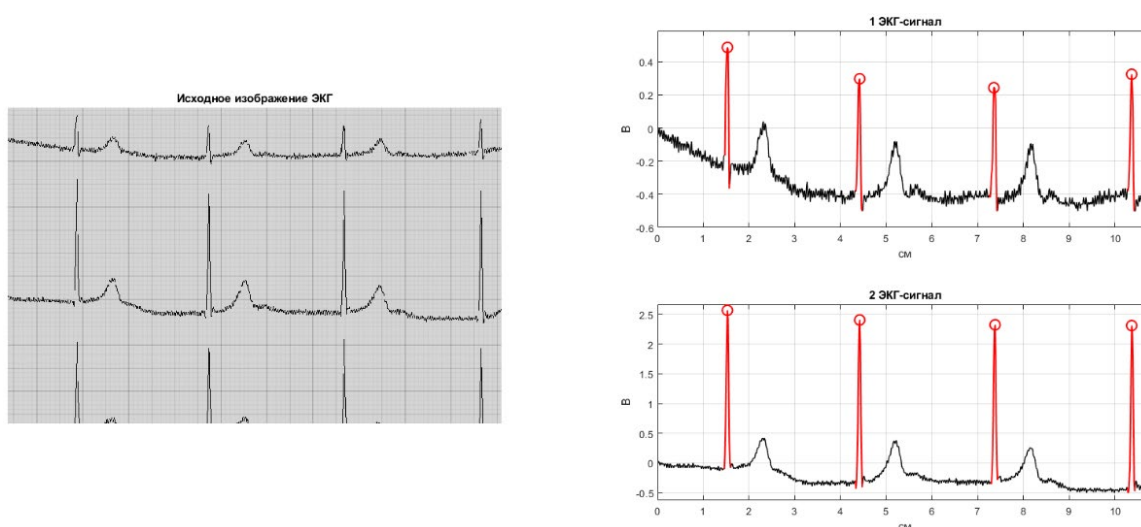 Исходное изображение ЭКГ
1 ЭКГ-сигнал
0.4
0.2
0
-0.2
-0.4
-0.6
В
0 1 2 3 4 5 6 7 8 9 10
см
2 ЭКГ-сигнал
2.5
2
1.5
1
0.5
0
-0.5
В
0 1 2 3 4 5 6 7 8 9 10
см